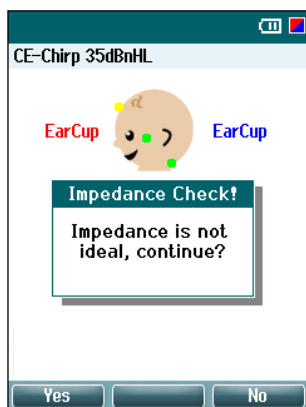 CE-Chirp 35dBnHL
EarCup EarCup
Impedance Check!
Impedance is not
ideal, continue?
Yes No